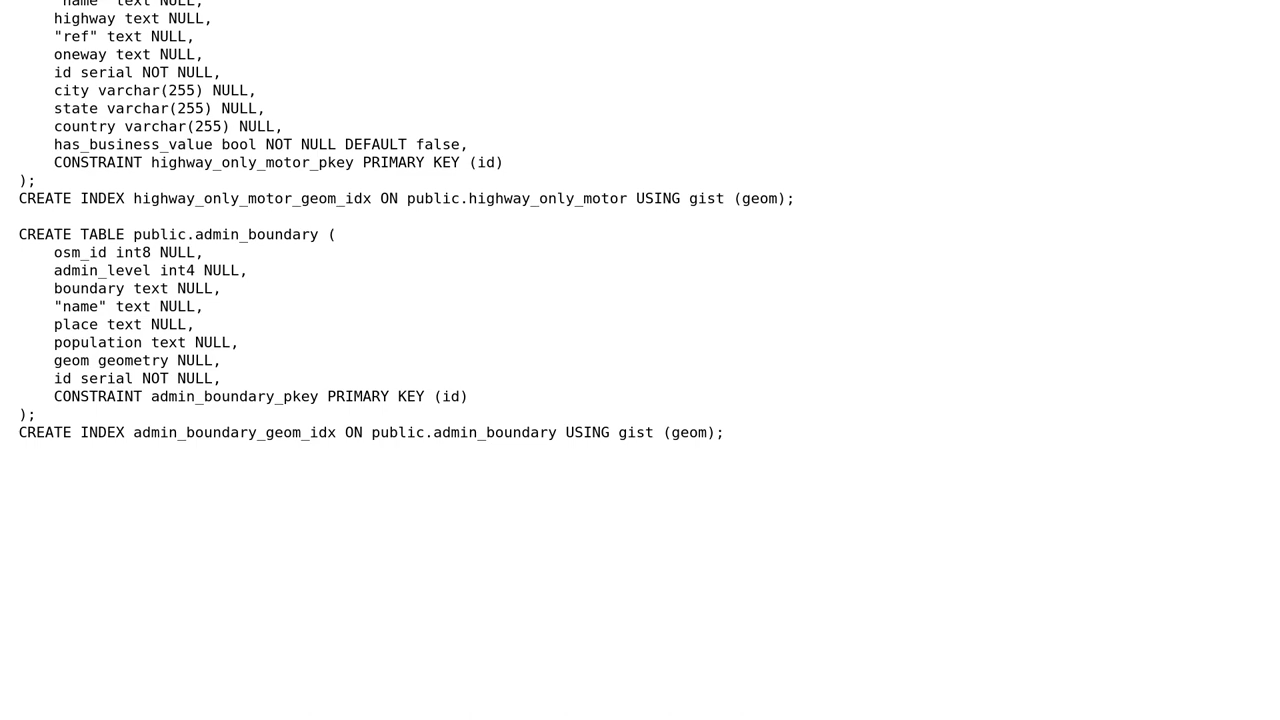 "name" text NULL,
highway text NULL,
"ref" text NULL,
oneway text NULL,
id serial NOT NULL,
city varchar(255) NULL,
state varchar(255) NULL,
country varchar(255) NULL,
has_business_value bool NOT NULL DEFAULT false,
CONSTRAINT highway_only_motor_pkey PRIMARY KEY (id)
);
CREATE INDEX highway_only_motor_geom_idx ON public.highway_only_motor USING gist (geom);
CREATE TABLE public.admin_boundary (
osm_id int8 NULL,
admin_level int4 NULL,
boundary text NULL,
"name" text NULL,
place text NULL,
population text NULL,
geom geometry NULL,
id serial NOT NULL,
CONSTRAINT admin_boundary_pkey PRIMARY KEY (id)
);
CREATE INDEX admin_boundary_geom_idx ON public.admin_boundary USING gist (geom);